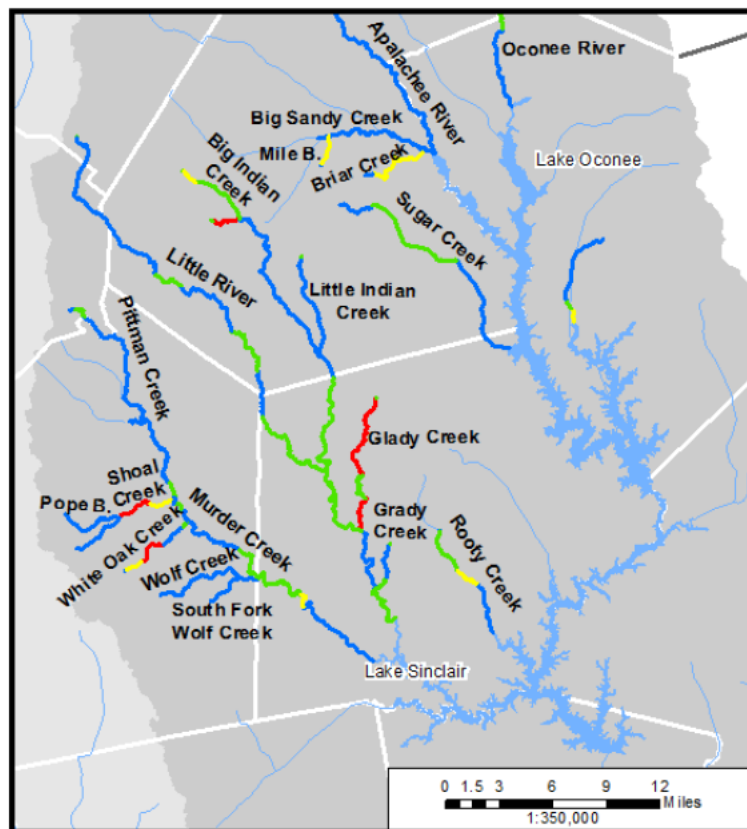 Apalachee River
Oconee River
Big Sandy Creek
Mile B.
Briar Creek
Lake Oconee
Big Indian
Creek
Sugar Creek
Little River
Little Indian
Creek
Pittman Creek
Glady Creek
Shoal
Creek
Pope B.
Murder Creek
Grady
Creek
Rooty Creek
White Oak Creek
Wolf Creek
South Fork
Wolf Creek
Lake Sinclair
0 1.5 3 6 9 12
Miles
1:350,000